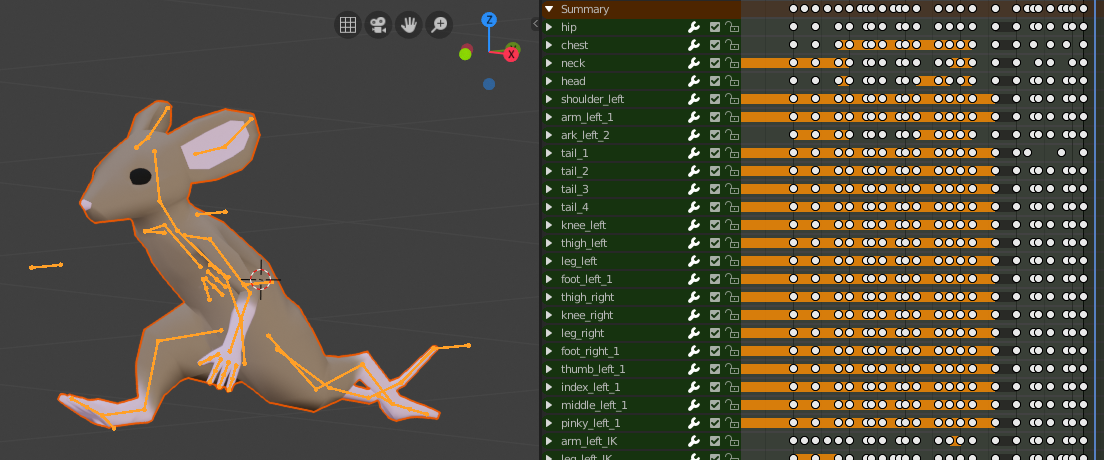 Z
X
Summary
hip
chest
neck
head
shoulder_left
arm_left_1
ark_left_2
tail_1
tail_2
tail_3
tail_4
knee_left
thigh_left
leg_left
foot_left_1
thigh_right
knee_right
leg_right
foot_right_1
thumb_left_1
index_left_1
middle_left_1
pinky_left_1
arm_left_IK
leg_left_IK